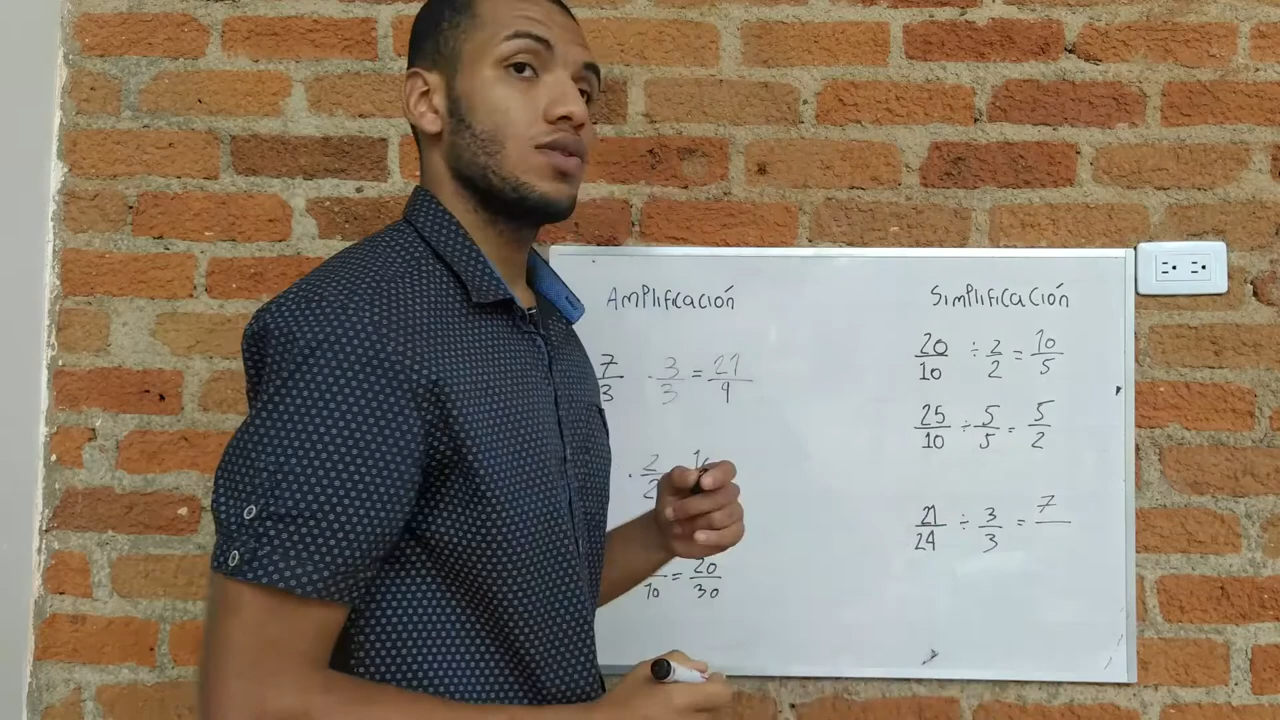 AMPLIFICACIÓN
7/3 · 3/3 = 21/9
· 2/2
/10 = 20/30
SIMPLIFICACIÓN
20/10 ÷ 2/2 = 10/5
25/10 ÷ 5/5 = 5/2
21/24 ÷ 3/3 = 7/